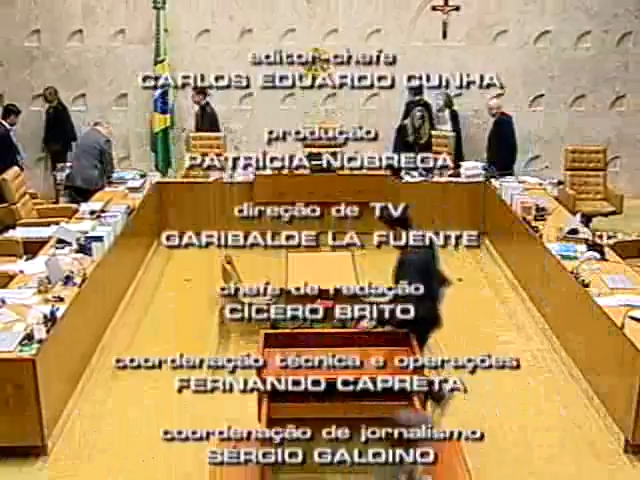 editor-chefe
CARLOS EDUARDO CUNHA
produção
PATRÍCIA NÓBREGA
direção de TV
GARIBALDE LA FUENTE
chefe de redação
CÍCERO BRITO
coordenação técnica e operações
FERNANDO CAPRETA
coordenação de jornalismo
SÉRGIO GALDINO